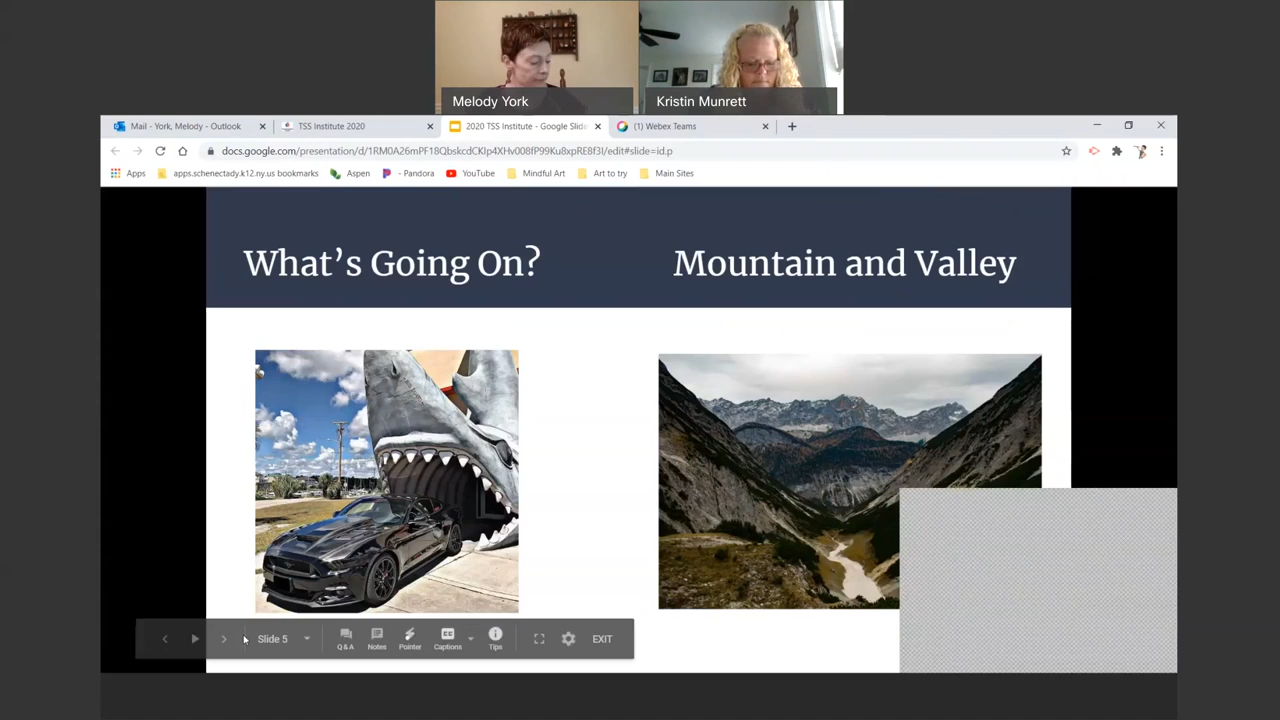 Melody York
Kristin Munrett
Mail - York, Melody - Outlook
TSS Institute 2020
2020 TSS Institute - Google Slide
(1) Webex Teams
docs.google.com/presentation/d/1RM0A26mPF18QbskcdCKIp4XHv008fP99Ku8xpRE8f3I/edit#slide=id.p
Apps
apps.schenectady.k12.ny.us bookmarks
Aspen
- Pandora
YouTube
Mindful Art
Art to try
Main Sites
What's Going On?
Mountain and Valley
Slide 5
Q & A
Notes
Pointer
CC
Captions
Tips
EXIT